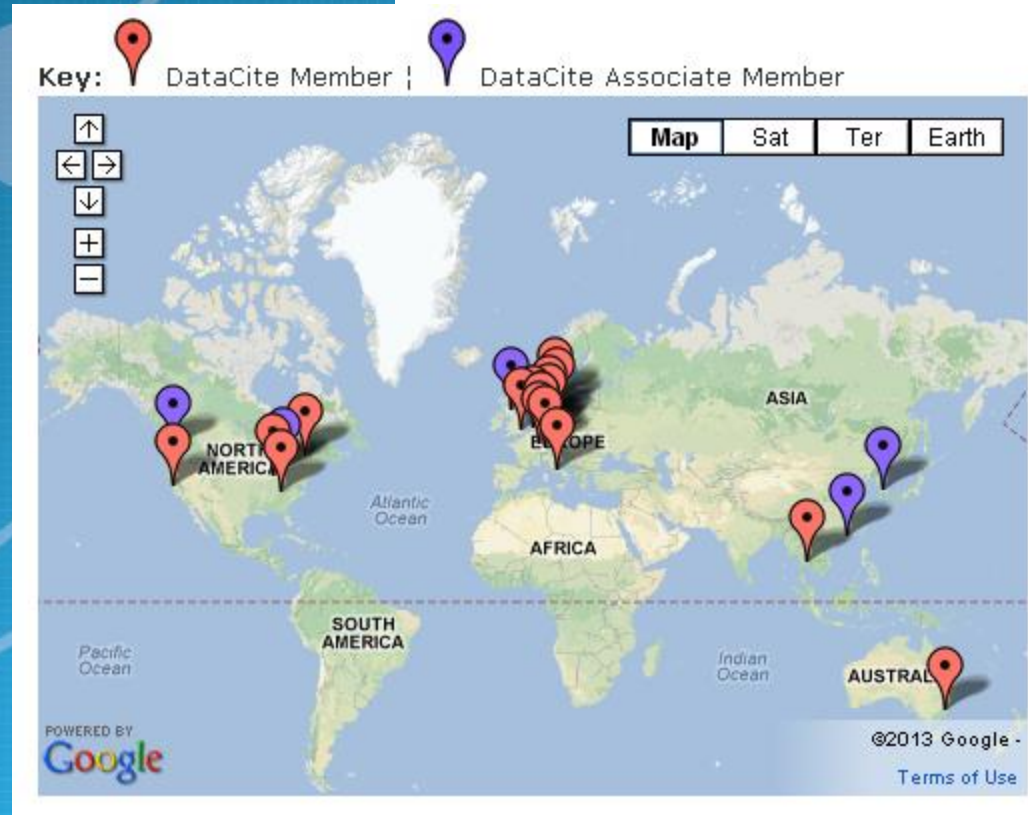 Key: DataCite Member ¦ DataCite Associate Member
Map Sat Ter Earth
ASIA
EUROPE
NORTH
AMERICA
Atlantic
Ocean
AFRICA
SOUTH
AMERICA
Pacific
Ocean
Indian
Ocean
AUSTRAL
POWERED BY
Google
©2013 Google -
Terms of Use